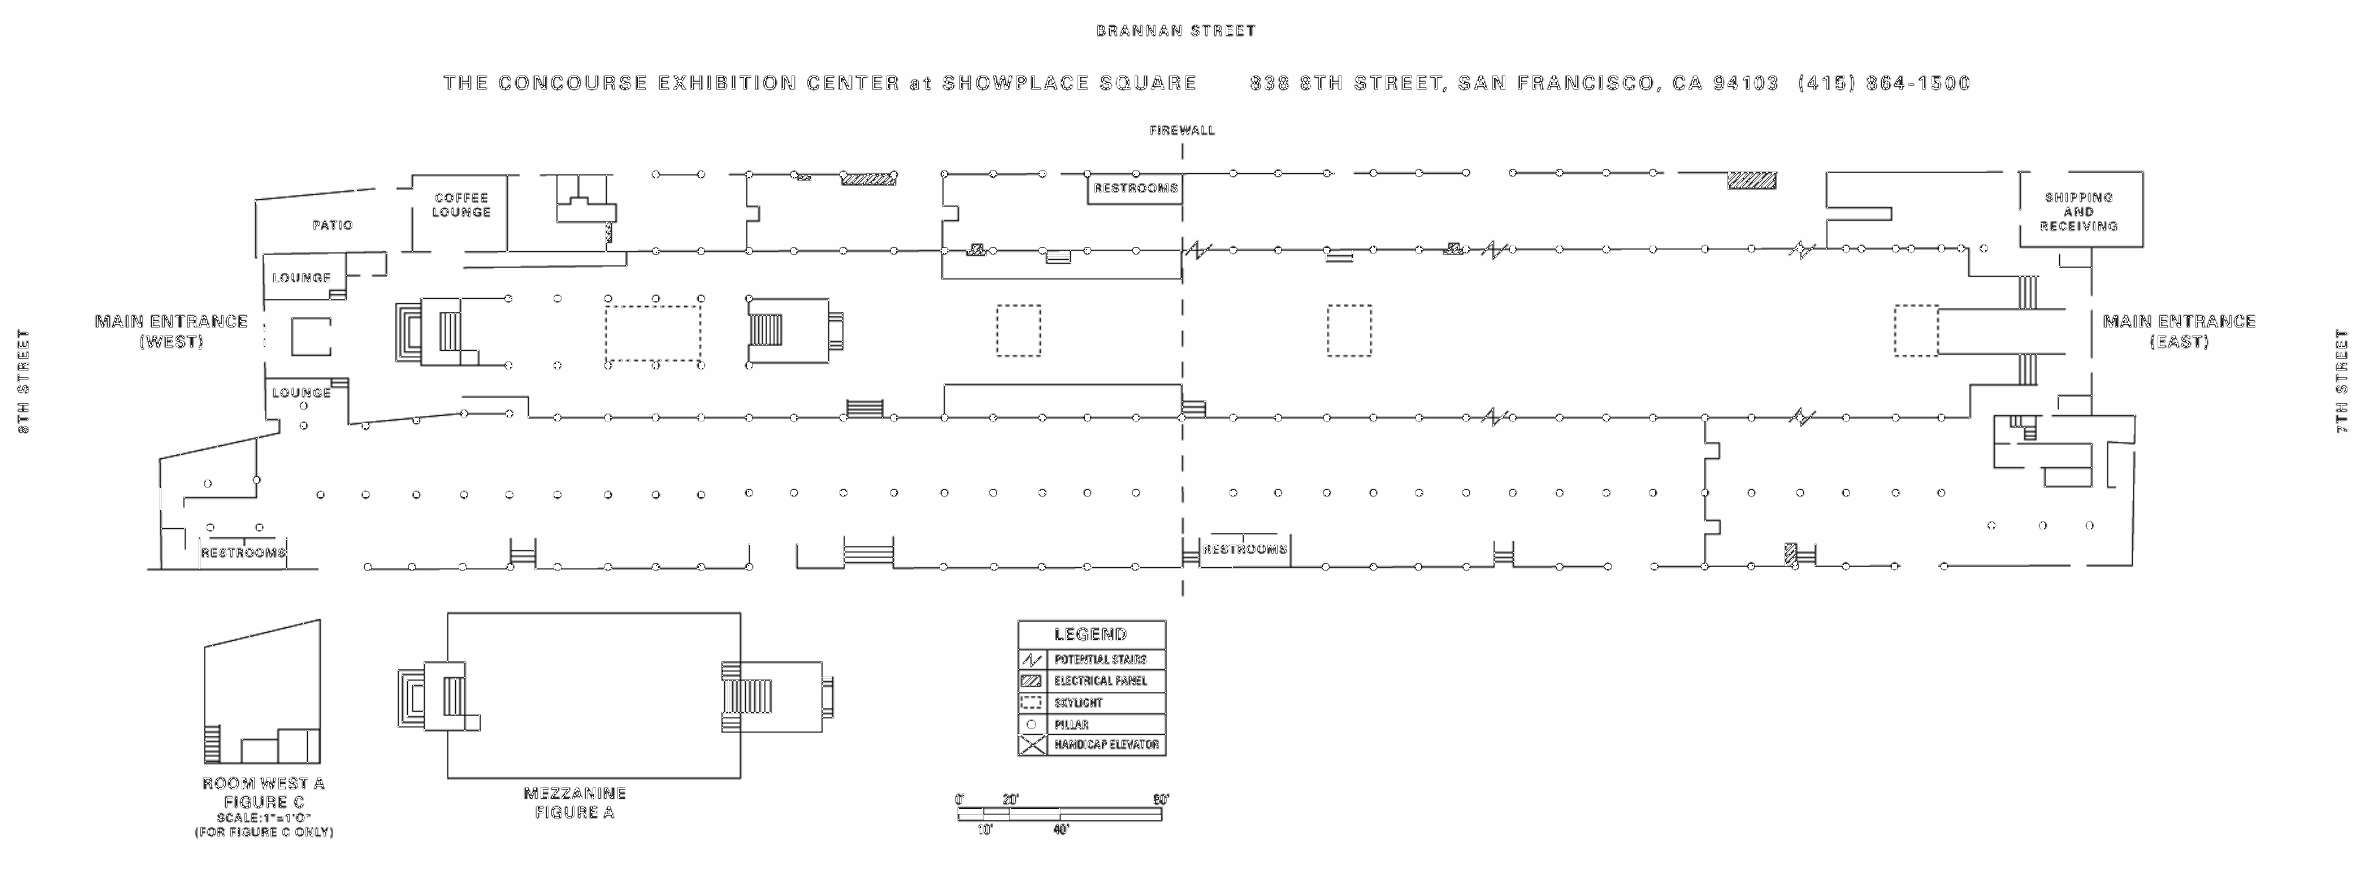 BRANNAN STREET
THE CONCOURSE EXHIBITION CENTER at SHOWPLACE SQUARE 838 8TH STREET, SAN FRANCISCO, CA 94103 (415) 864-1500
FIREWALL
RESTROOMS
COFFEE
LOUNGE
PATIO
SHIPPING
AND
RECEIVING
LOUNGE
MAIN ENTRANCE
(WEST)
MAIN ENTRANCE
(EAST)
8TH STREET
7TH STREET
LOUNGE
RESTROOMS
RESTROOMS
LEGEND
POTENTIAL STAIRS
ELECTRICAL PANEL
SKYLIGHT
PILLAR
HANDICAP ELEVATOR
ROOM WEST A
FIGURE C
SCALE:1"=1'0"
(FOR FIGURE C ONLY)
MEZZANINE
FIGURE A
0' 20' 80'
10' 40'